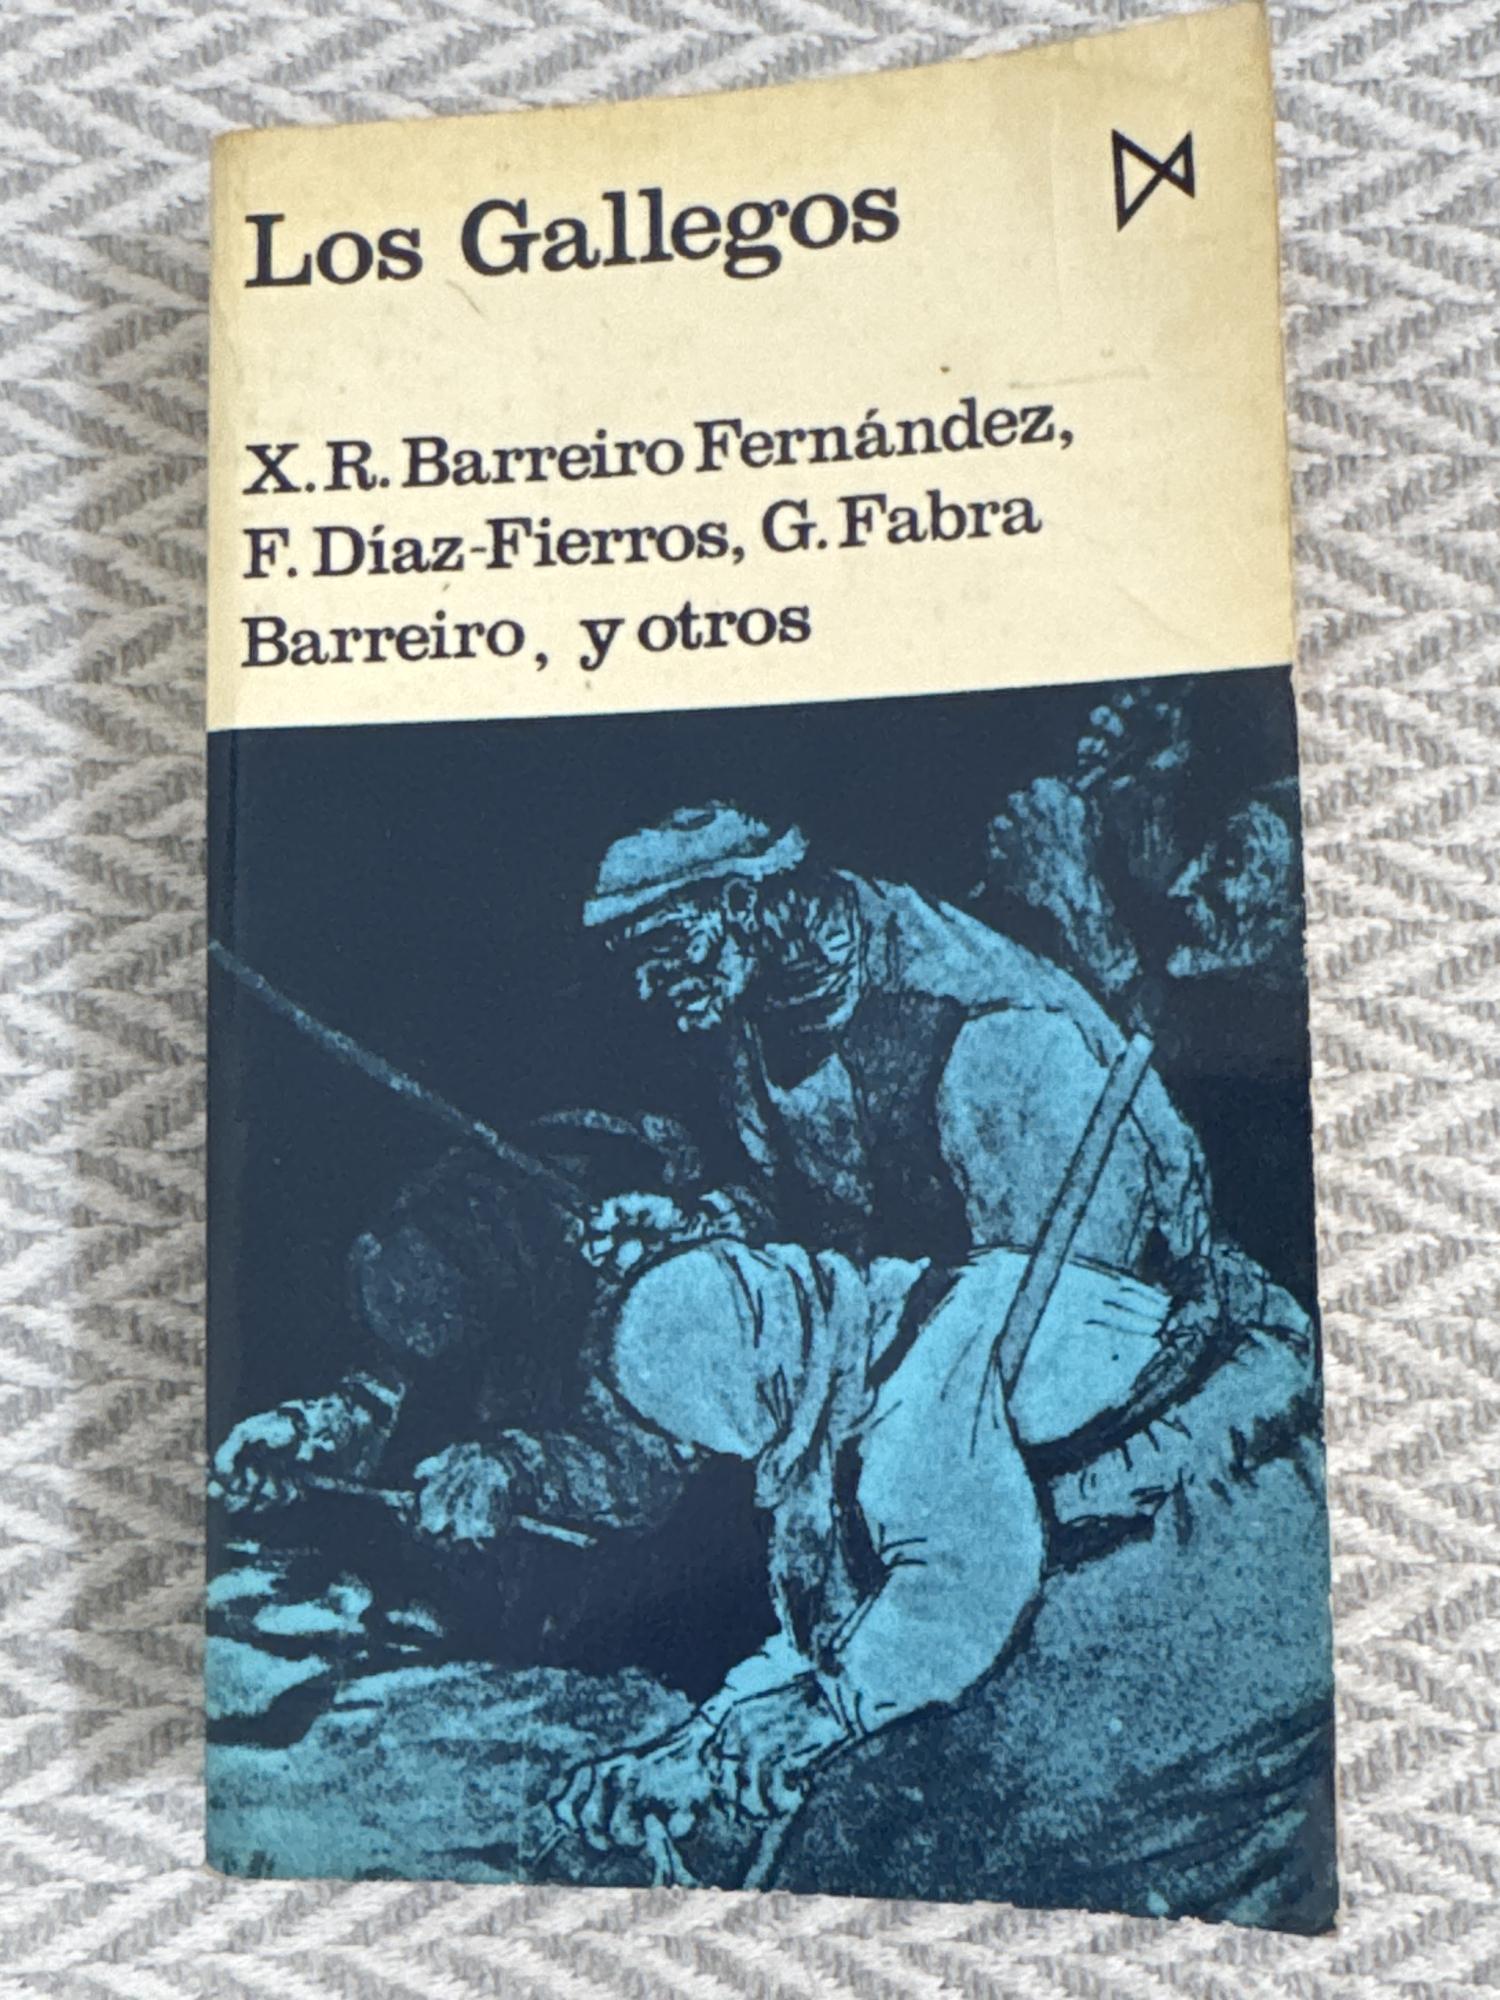 Los Gallegos
X. R. Barreiro Fernández,
F. Díaz-Fierros, G. Fabra
Barreiro, y otros